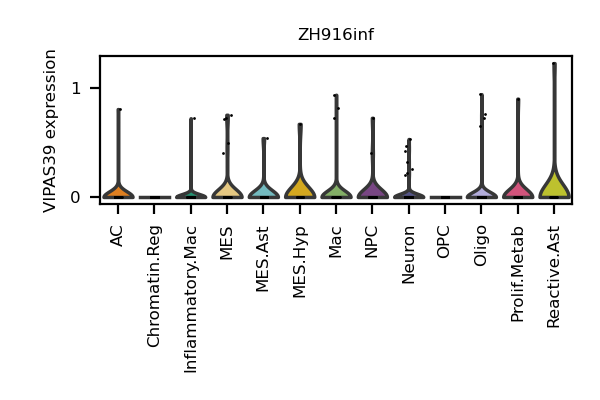 ZH916inf
VIPAS39 expression
1
0
AC
Chromatin.Reg
Inflammatory.Mac
MES
MES.Ast
MES.Hyp
Mac
NPC
Neuron
OPC
Oligo
Prolif.Metab
Reactive.Ast